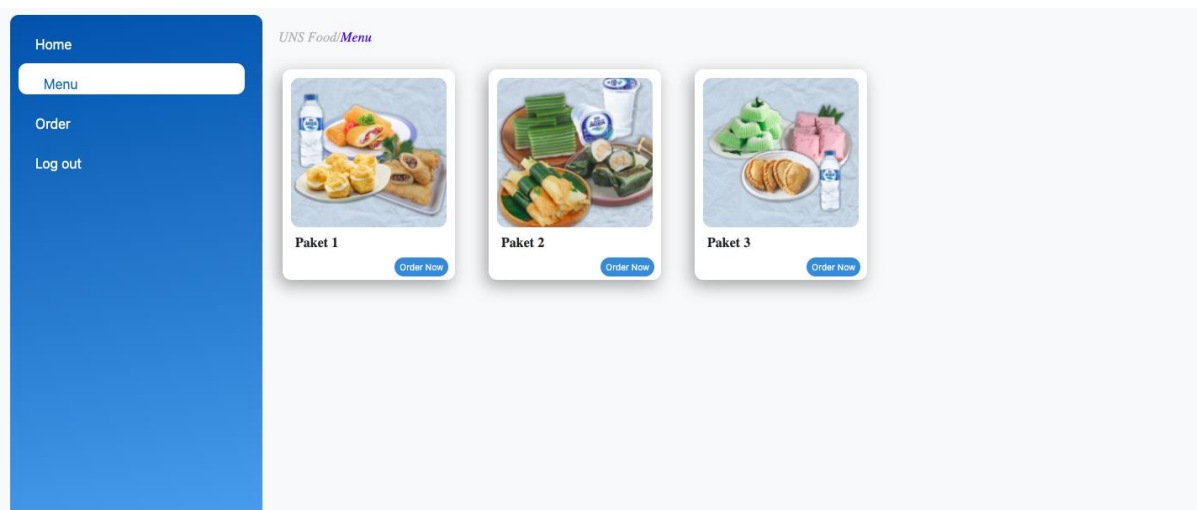 Home
Menu
Order
Log out
UNS Food/Menu
Paket 1
Order Now
Paket 2
Order Now
Paket 3
Order Now